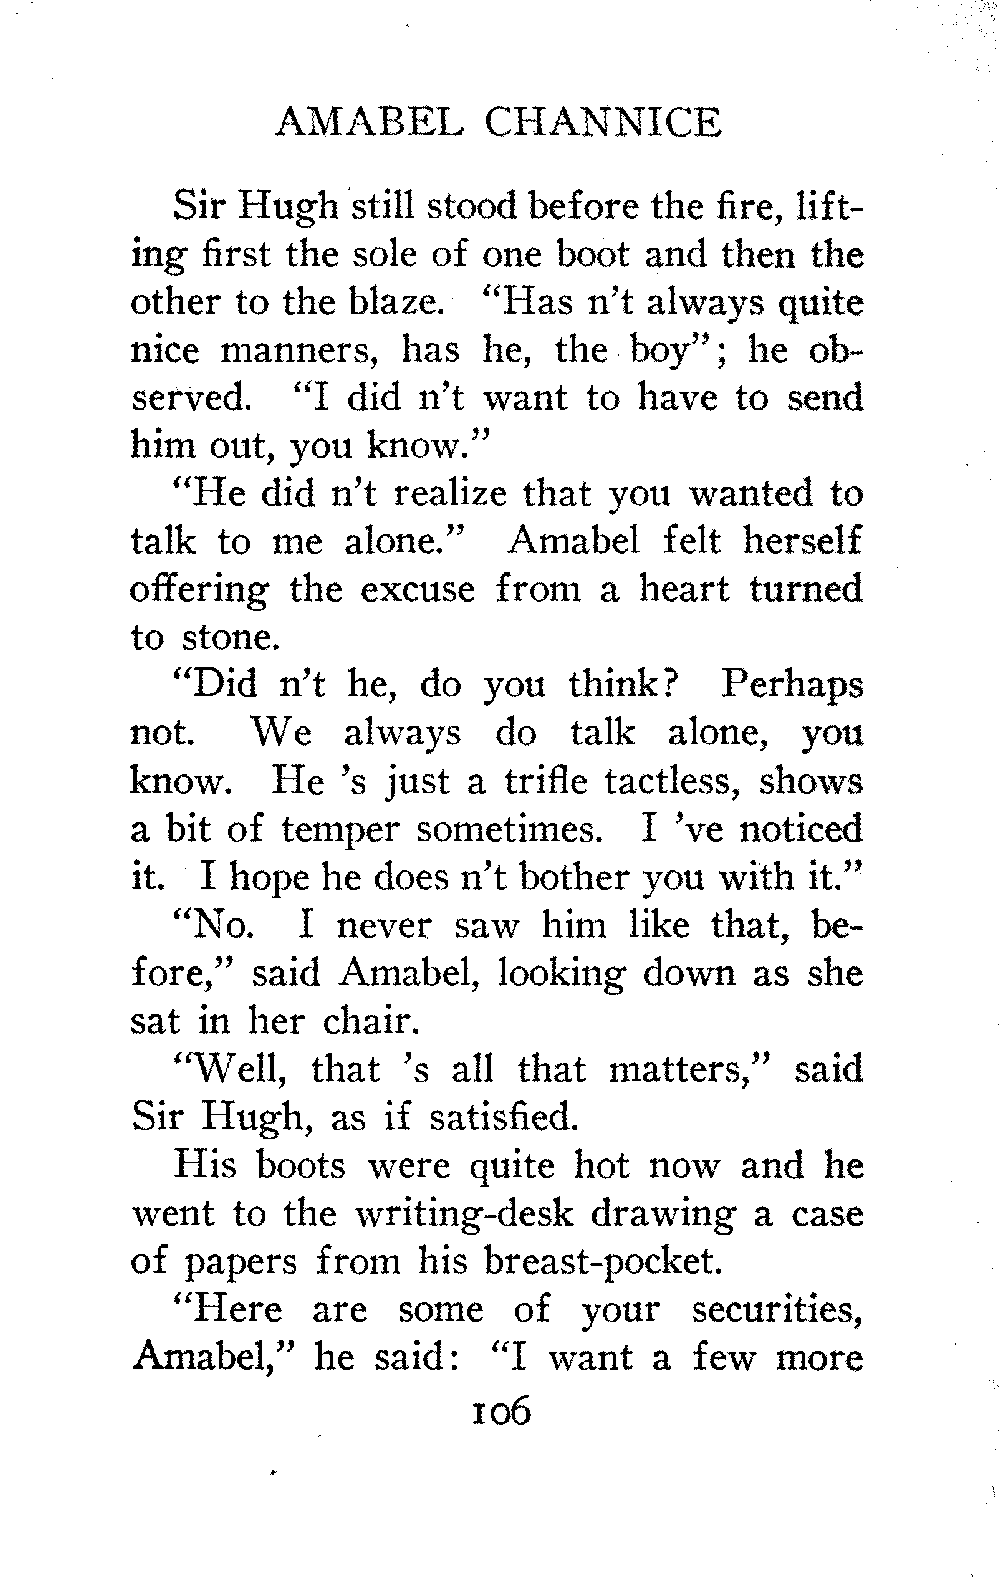 AMABEL CHANNICE
Sir Hugh still stood before the fire, lift-
ing first the sole of one boot and then the
other to the blaze. “Has n’t always quite
nice manners, has he, the boy”; he ob-
served. “I did n’t want to have to send
him out, you know.”
“He did n’t realize that you wanted to
talk to me alone.” Amabel felt herself
offering the excuse from a heart turned
to stone.
“Did n’t he, do you think? Perhaps
not. We always do talk alone, you
know. He ’s just a trifle tactless, shows
a bit of temper sometimes. I ’ve noticed
it. I hope he does n’t bother you with it.”
“No. I never saw him like that, be-
fore,” said Amabel, looking down as she
sat in her chair.
“Well, that ’s all that matters,” said
Sir Hugh, as if satisfied.
His boots were quite hot now and he
went to the writing-desk drawing a case
of papers from his breast-pocket.
“Here are some of your securities,
Amabel,” he said: “I want a few more
106